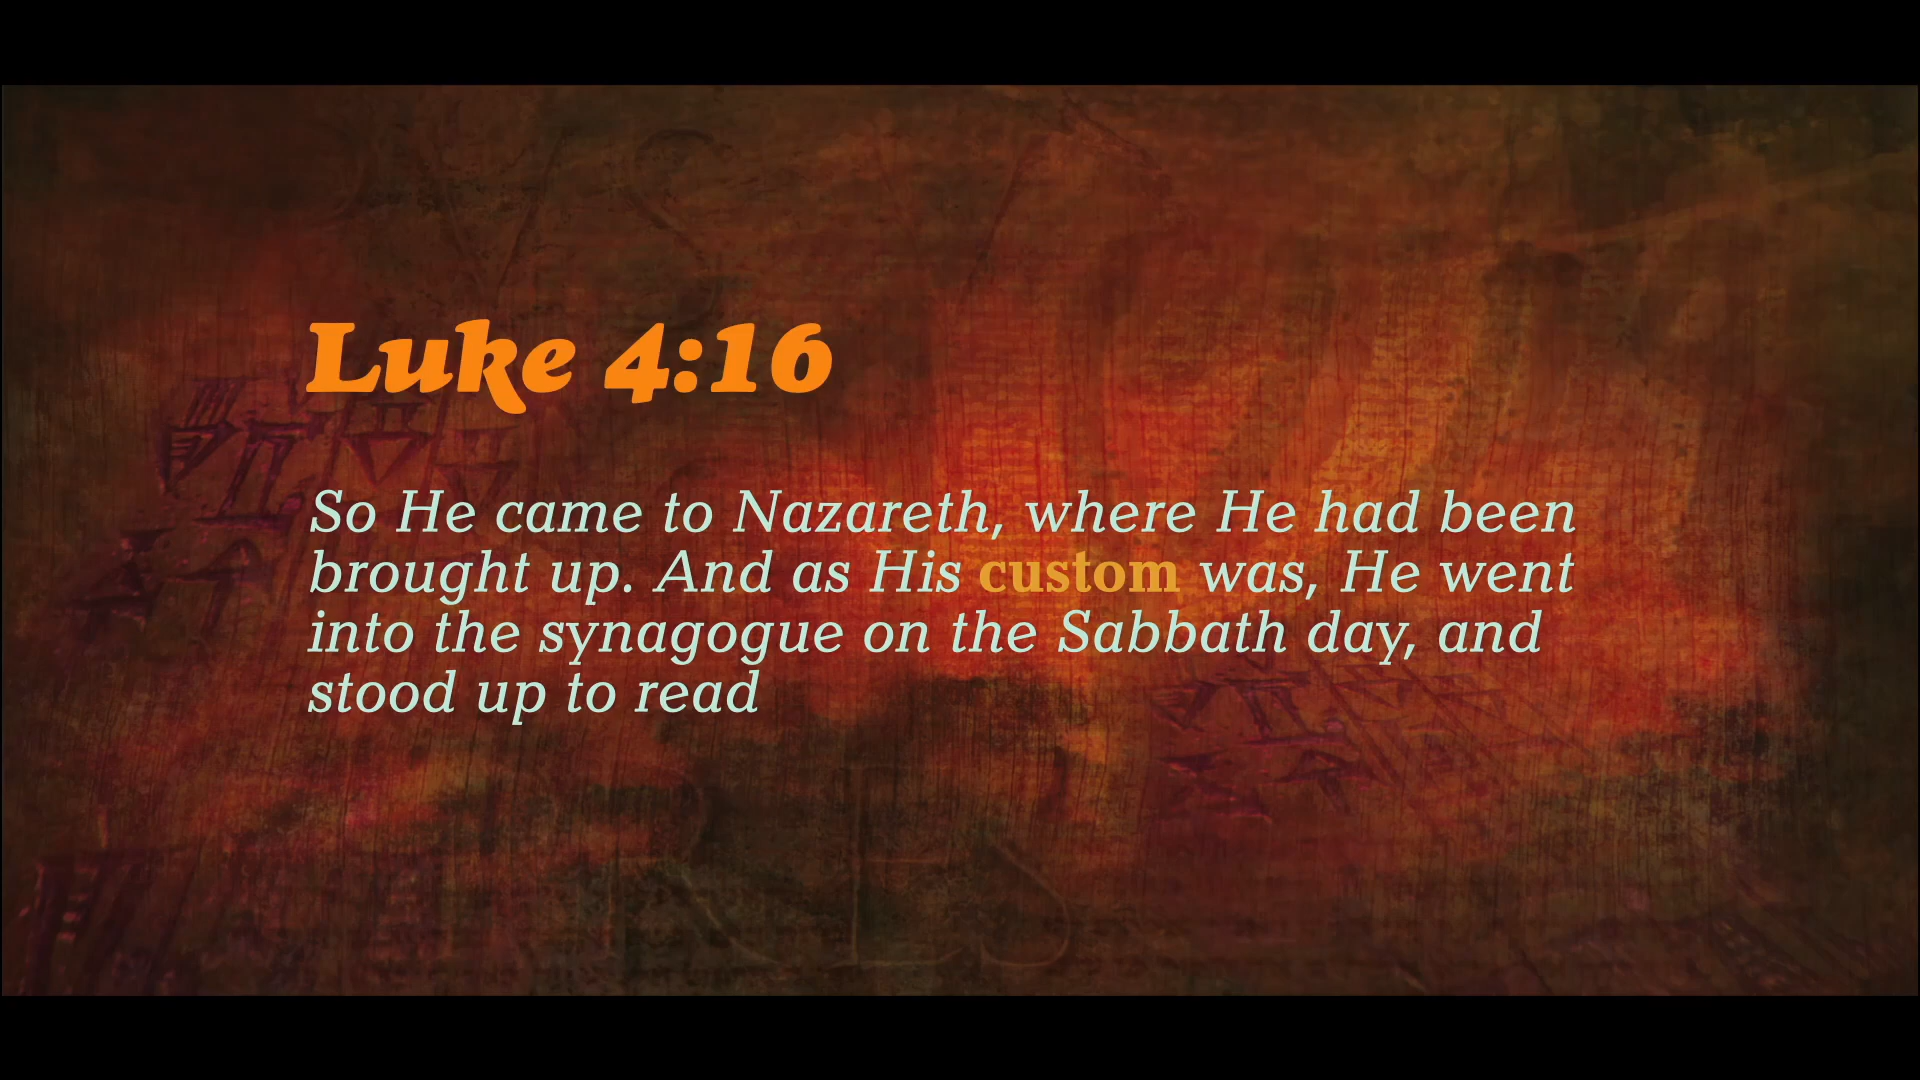 Luke 4:16
So He came to Nazareth, where He had been
brought up. And as His custom was, He went
into the synagogue on the Sabbath day, and
stood up to read